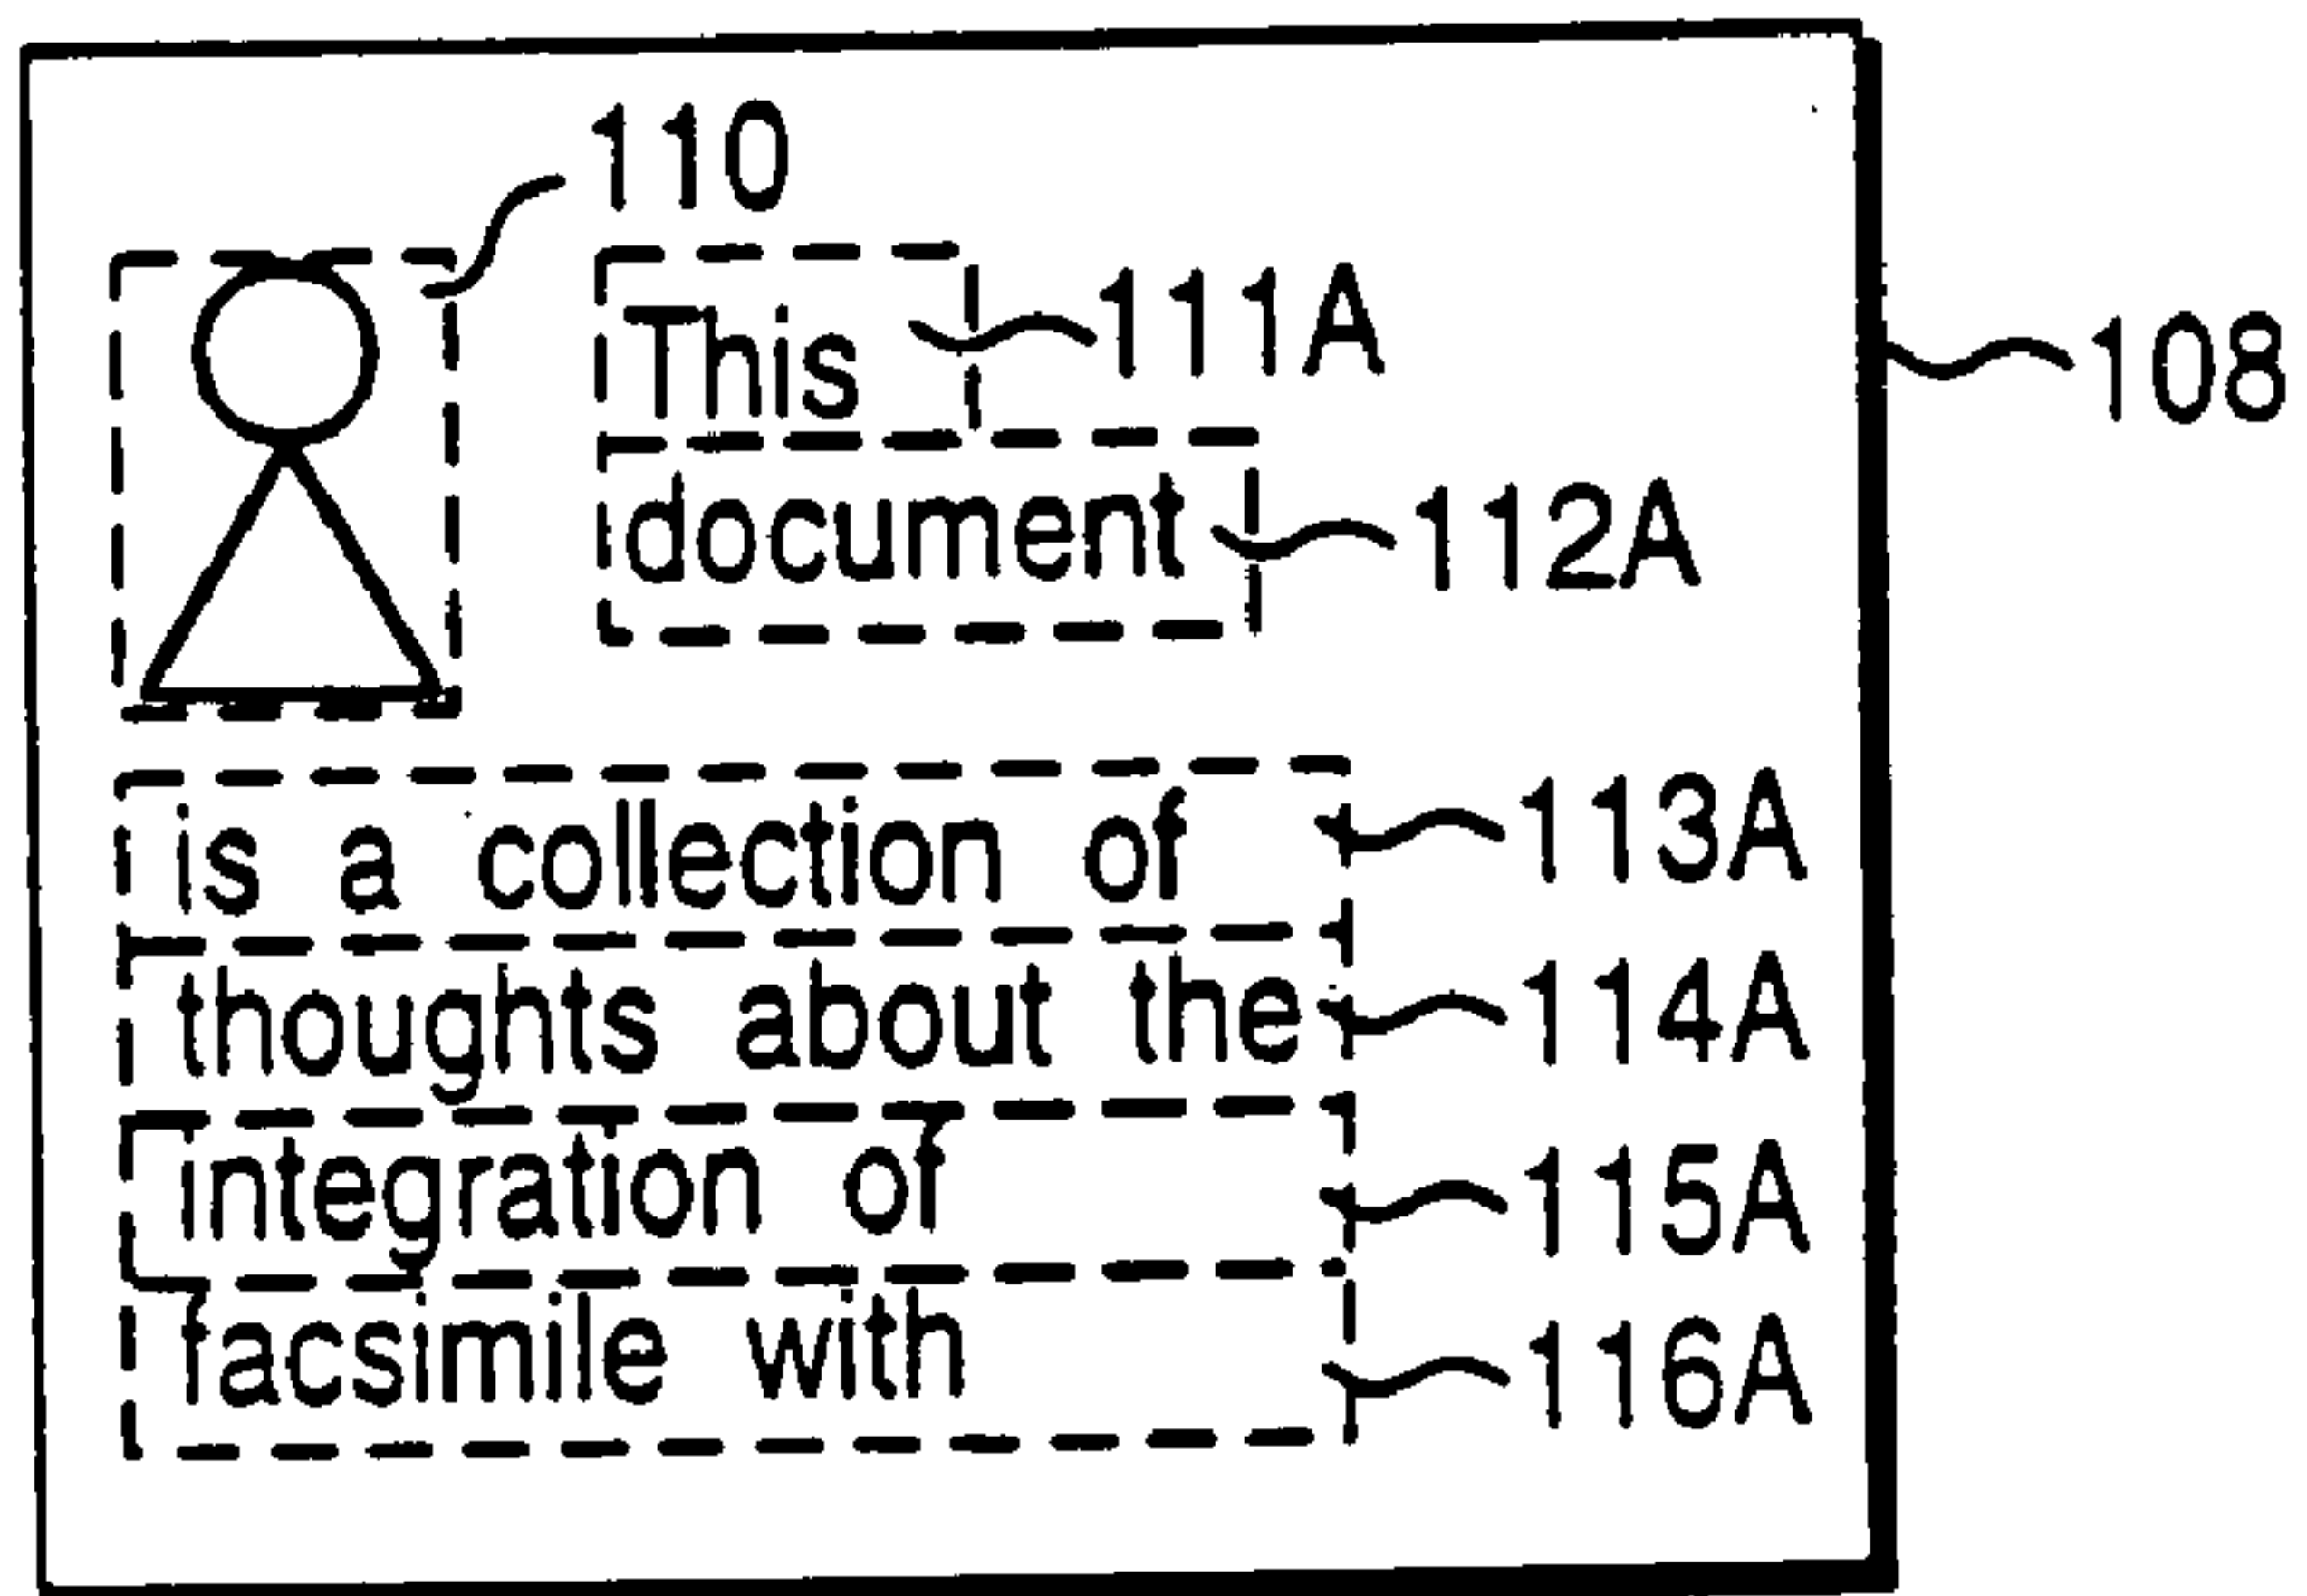 110
This 111A
108
document 112A
is a collection of 113A
thoughts about the 114A
integration of 115A
facsimile with 116A